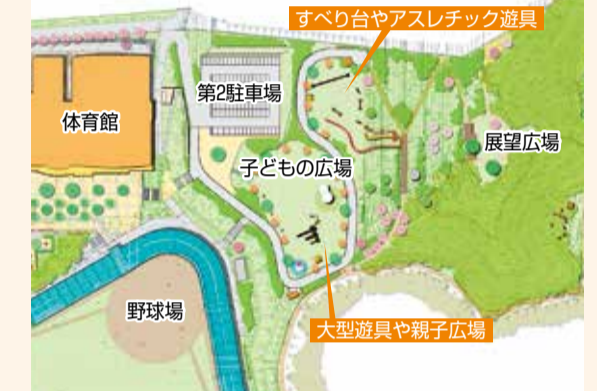 すべり台やアスレチック遊具
第2駐車場
体育館
展望広場
子どもの広場
野球場
大型遊具や親子広場